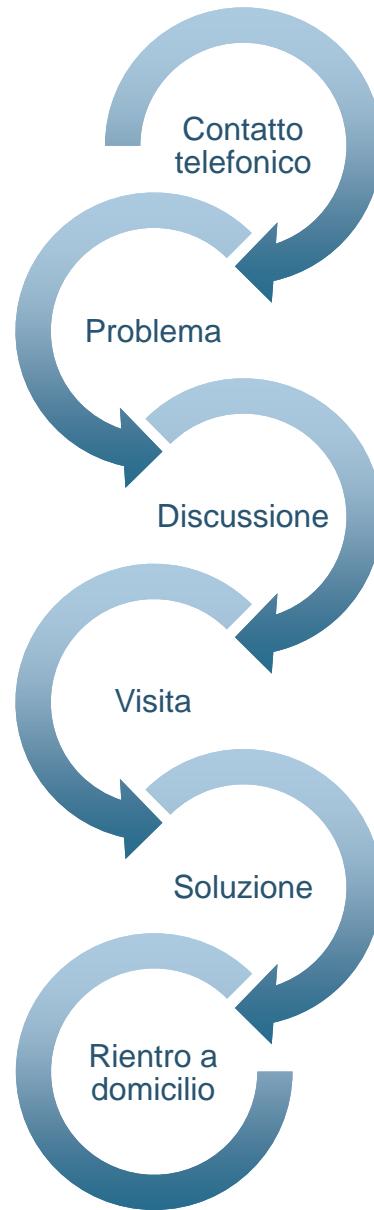 Contatto
telefonico
Problema
Discussione
Visita
Soluzione
Rientro a
domicilio